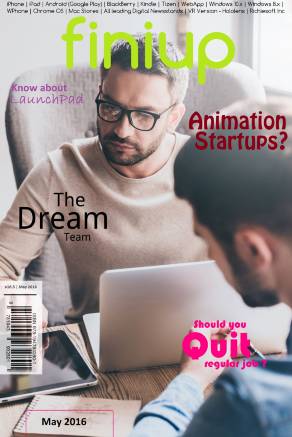 iPhone | iPad | Android (Google Play) | BlackBerry | Kindle | Tizen | WebApp | Windows 10.x | Windows 8.x |
WPhone | Chrome OS | Mac Stores | All leading Digital Newsstands | VR Version - Hololens | Richiesoft Inc
finiup
Know about
LaunchPad
Animation
Startups?
The
Dream
Team
Should you
Quit
regular job ?
May 2016